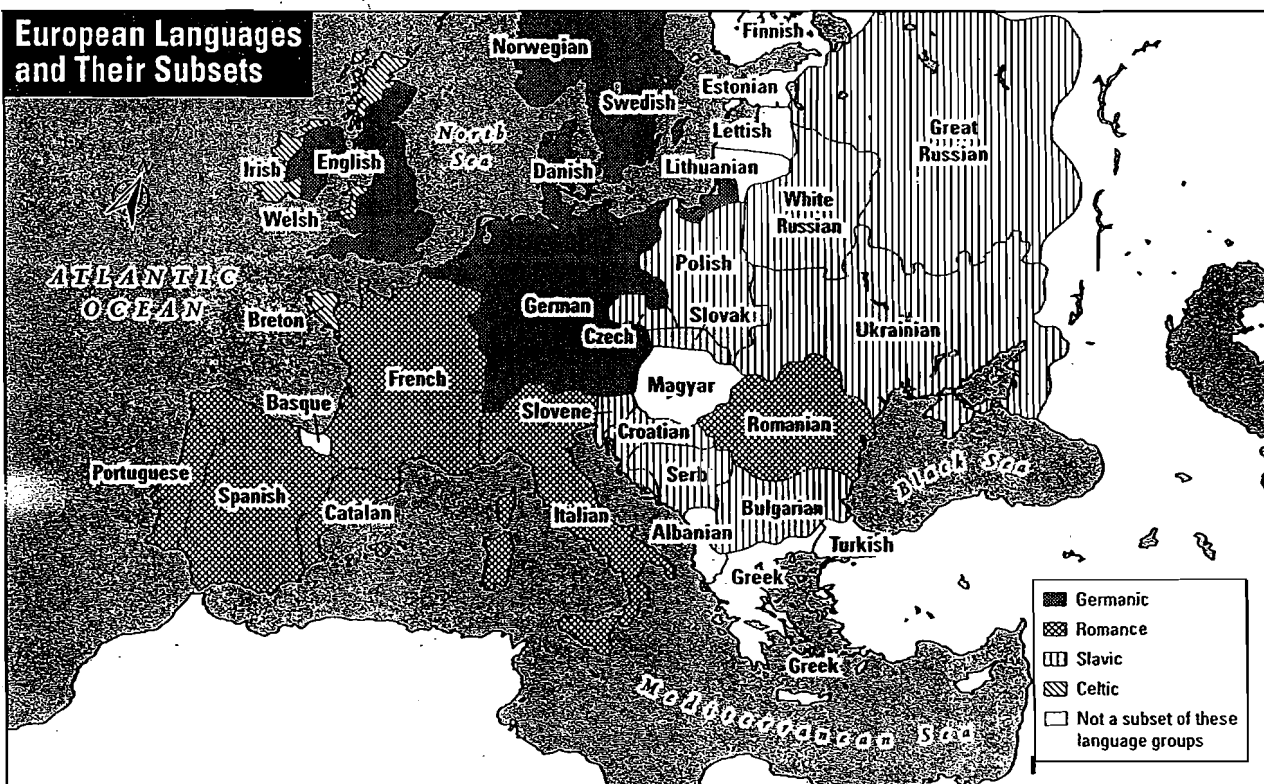 European Languages
and Their Subsets
Norwegian
Finnish
Swedish
Estonian
North
Sea
Lettish
Great
Russian
Irish
English
Danish
Lithuanian
Welsh
White
Russian
ATLANTIC
OCEAN
Polish
German
Slovak
Breton
Czech
Ukrainian
French
Magyar
Basque
Slovene
Croatian
Romanian
Portuguese
Serb
Black Sea
Spanish
Catalan
Italian
Bulgarian
Albanian
Turkish
Greek
Greek
Mediterranean Sea
Germanic
Romance
Slavic
Celtic
Not a subset of these
language groups